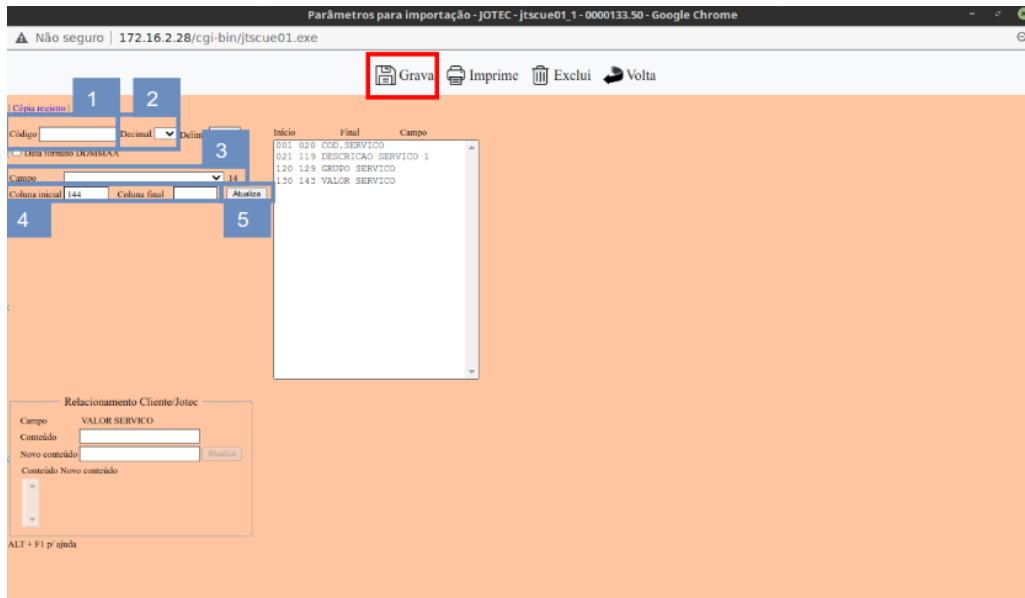 Parâmetros para importação - JOTEC - jtscue01_1 - 0000133.50 - Google Chrome
Não seguro | 172.16.2.28/cgi-bin/jtscue01.exe
Grava Imprime Exclui Volta
| Cópia registro |
1 2
Código Decimal Delim
Data formato DDMMAA
3
Campo 14
Coluna inicial 144 Coluna final Atualiza
4 5
Início Final Campo
001 020 COD.SERVICO
021 119 DESCRICAO SERVICO 1
120 129 GRUPO SERVICO
130 143 VALOR SERVICO
Relacionamento Cliente/Jotec
Campo VALOR SERVICO
Conteúdo
Novo conteúdo Atualiza
Conteúdo Novo conteúdo
ALT + F1 p/ ajuda